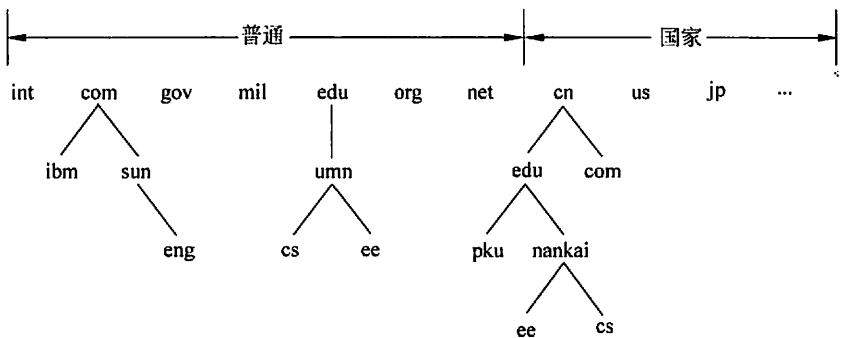 普通 国家
int com gov mil edu org net cn us jp ...
ibm sun umn edu com
eng cs ee pku nankai
ee cs